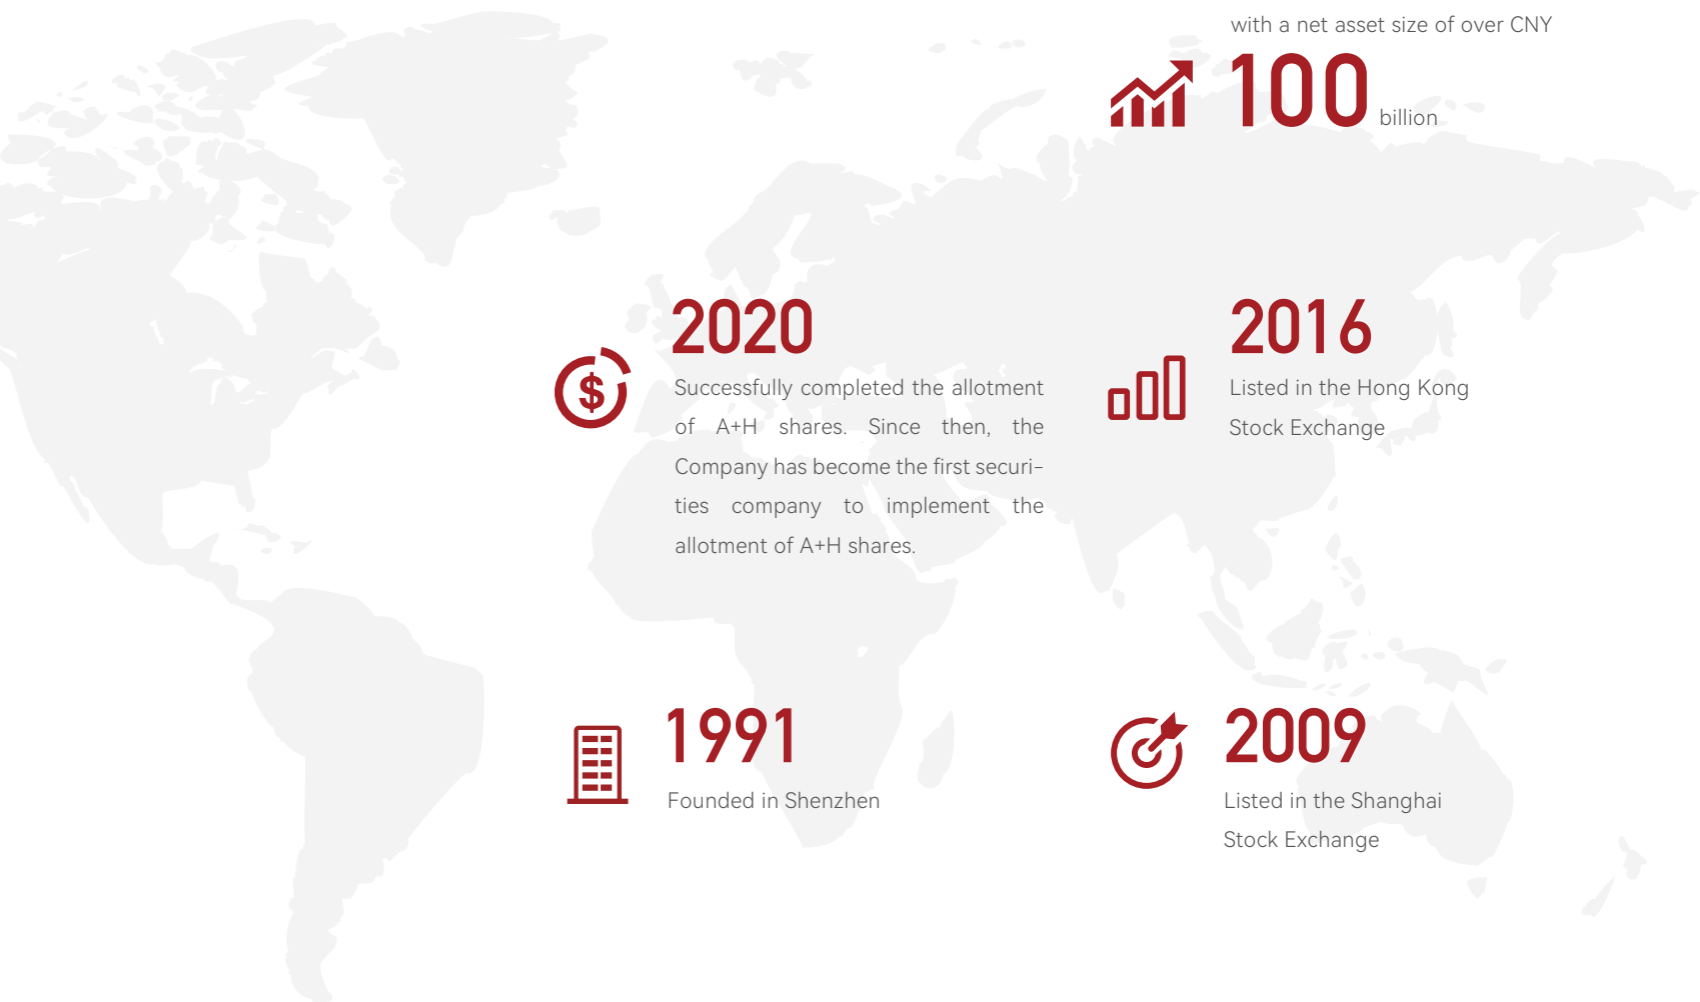 with a net asset size of over CNY
100 billion
2020
Successfully completed the allotment
of A+H shares. Since then, the
Company has become the first securi-
ties company to implement the
allotment of A+H shares.
2016
Listed in the Hong Kong
Stock Exchange
1991
Founded in Shenzhen
2009
Listed in the Shanghai
Stock Exchange